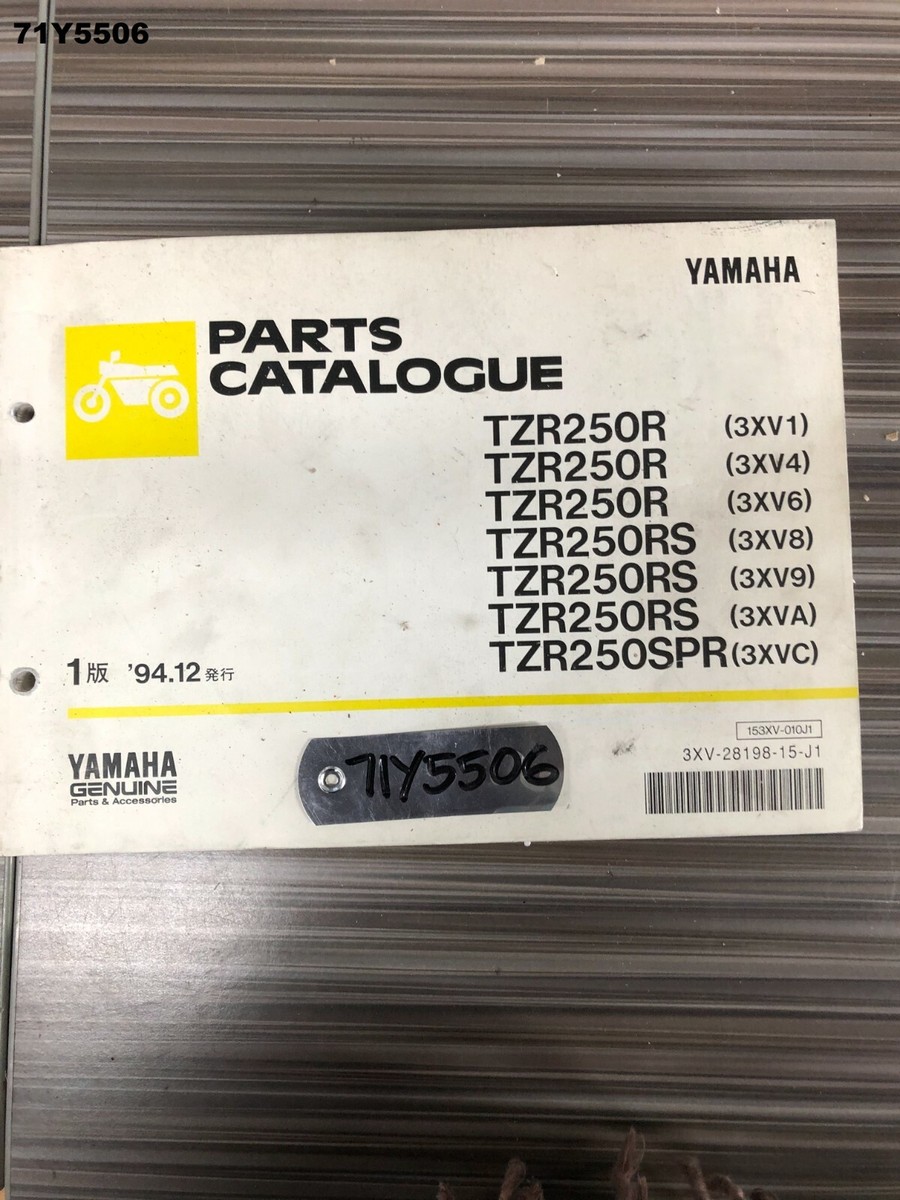 71Y5506
YAMAHA
PARTS
CATALOGUE
TZR250R (3XV1)
TZR250R (3XV4)
TZR250R (3XV6)
TZR250RS (3XV8)
TZR250RS (3XV9)
TZR250RS (3XVA)
TZR250SPR (3XVC)
1版 '94.12 発行
153XV-010J1
3XV-28198-15-J1
YAMAHA
GENUINE
Parts & Accessories
71Y5506